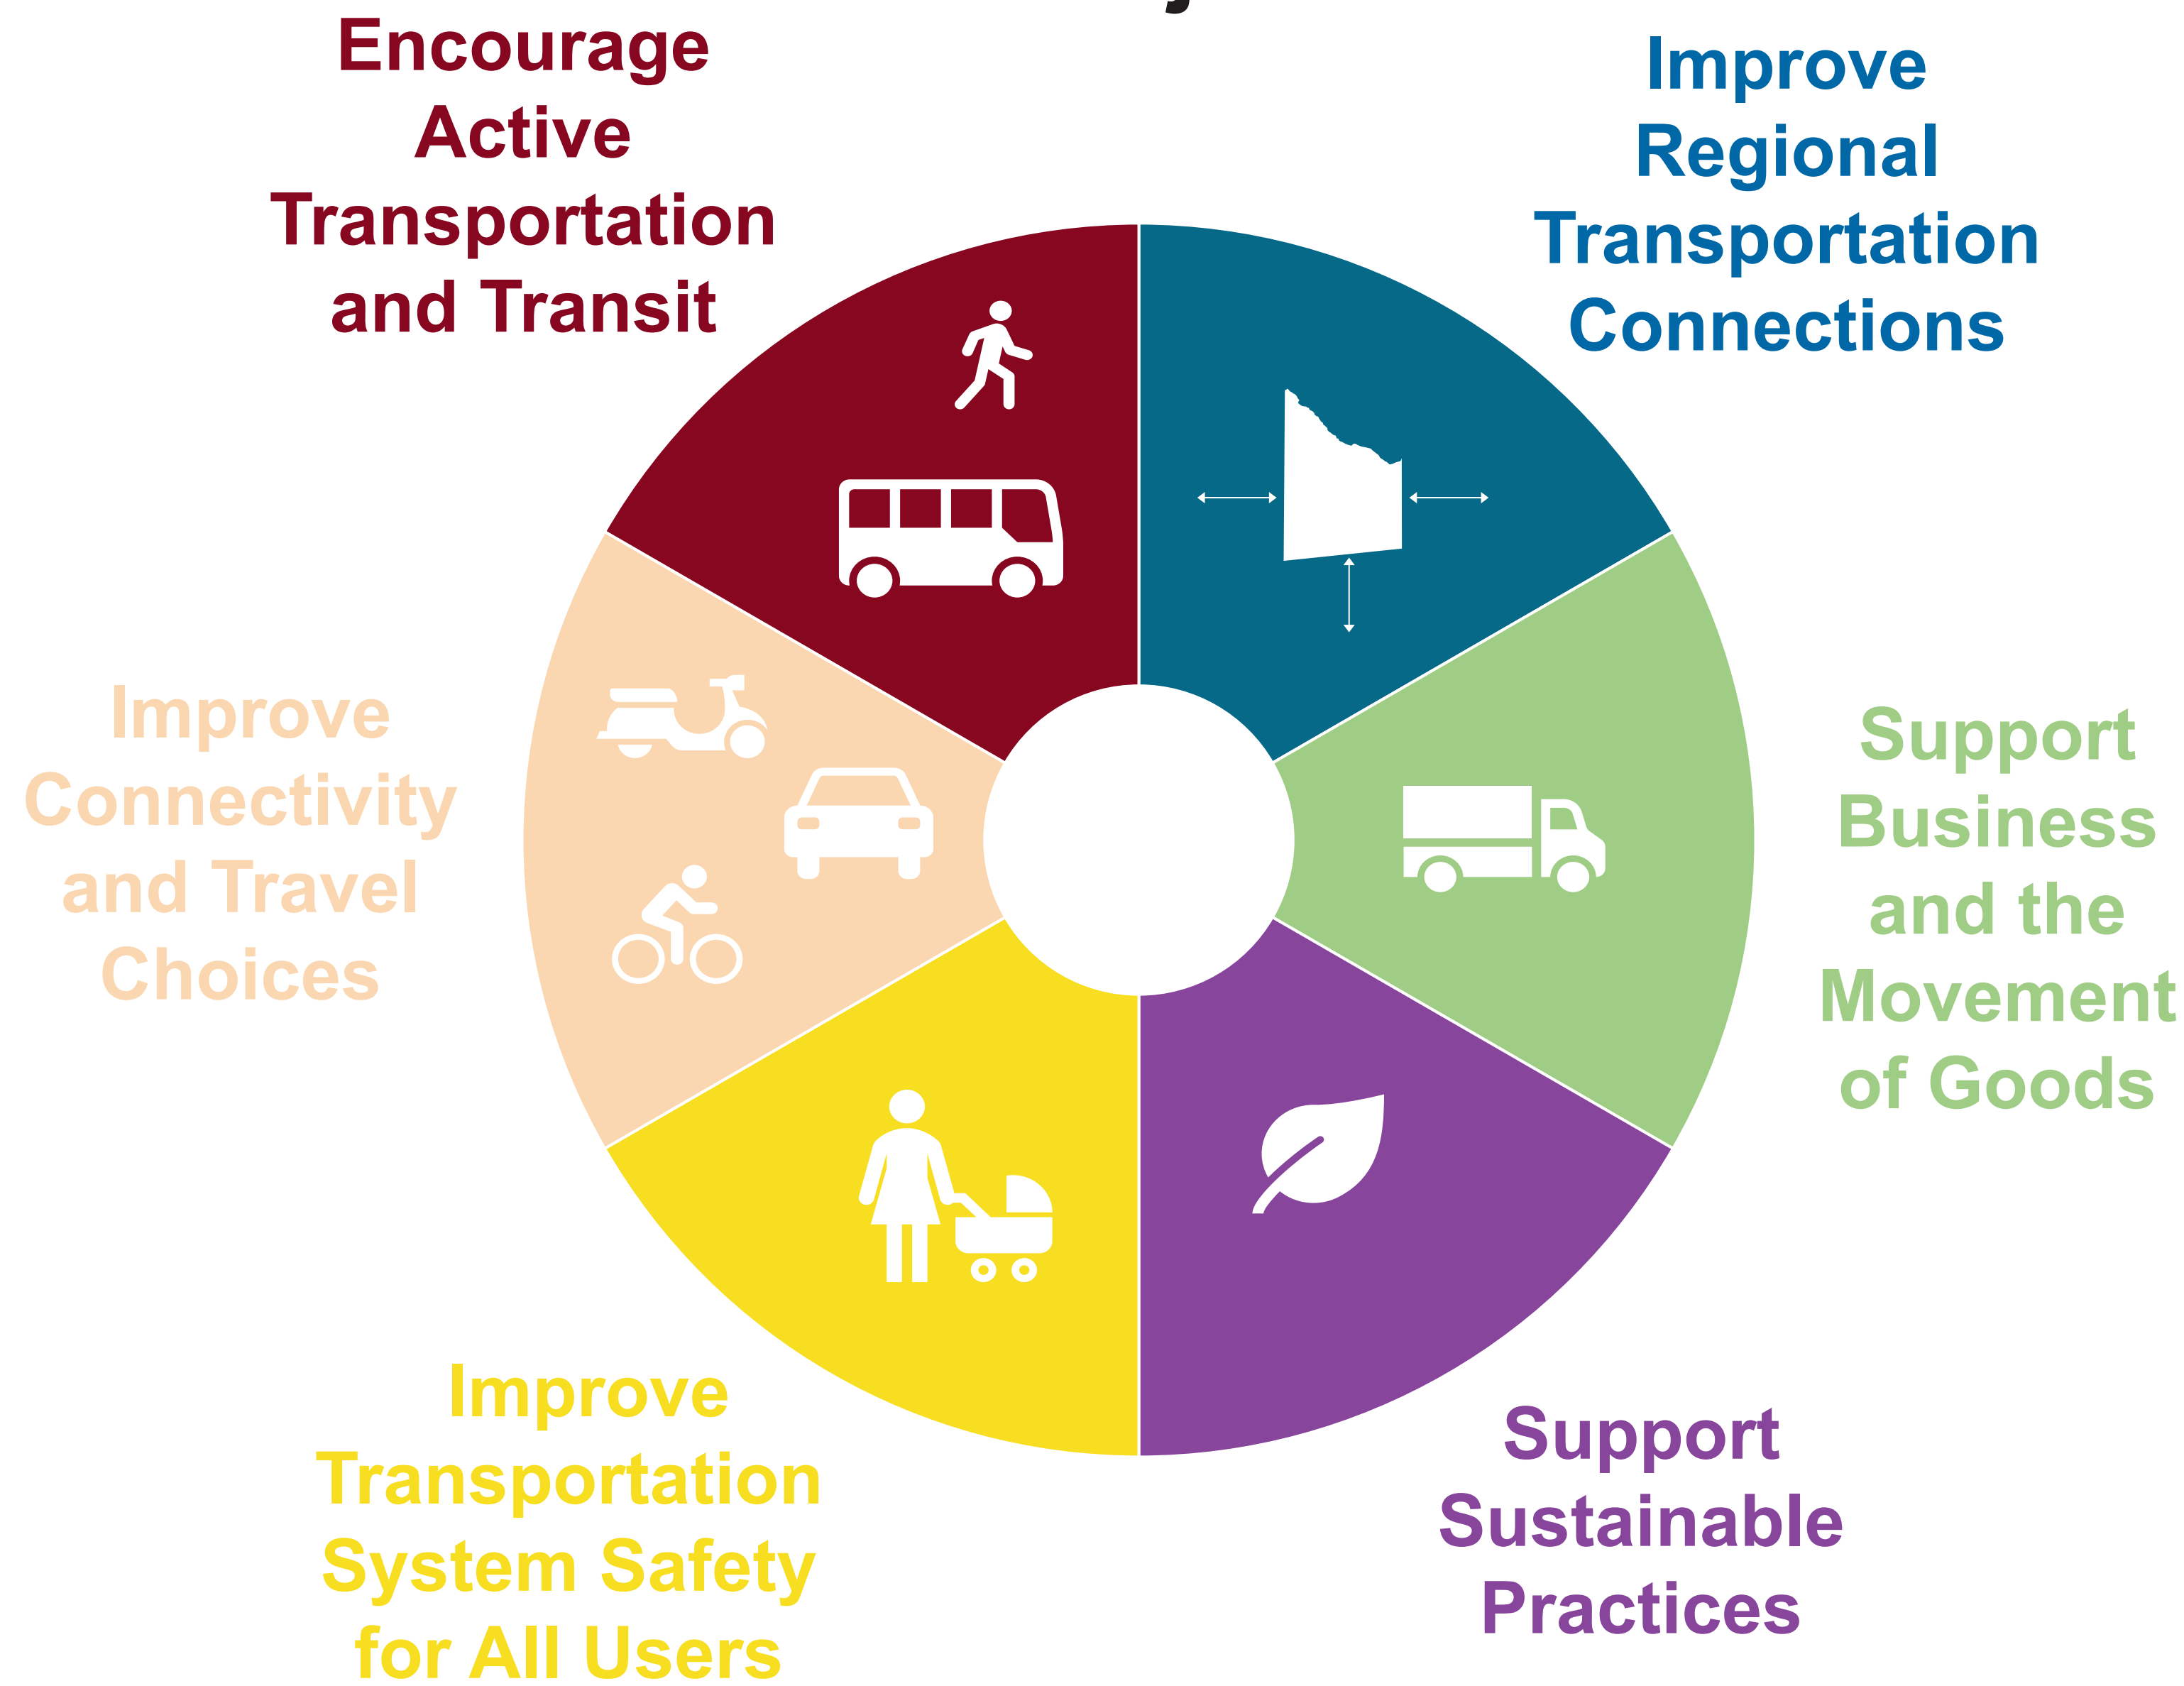 Encourage
Active
Transportation
and Transit
Improve
Regional
Transportation
Connections
Improve
Connectivity
and Travel
Choices
Support
Business
and the
Movement
of Goods
Improve
Transportation
System Safety
for All Users
Support
Sustainable
Practices